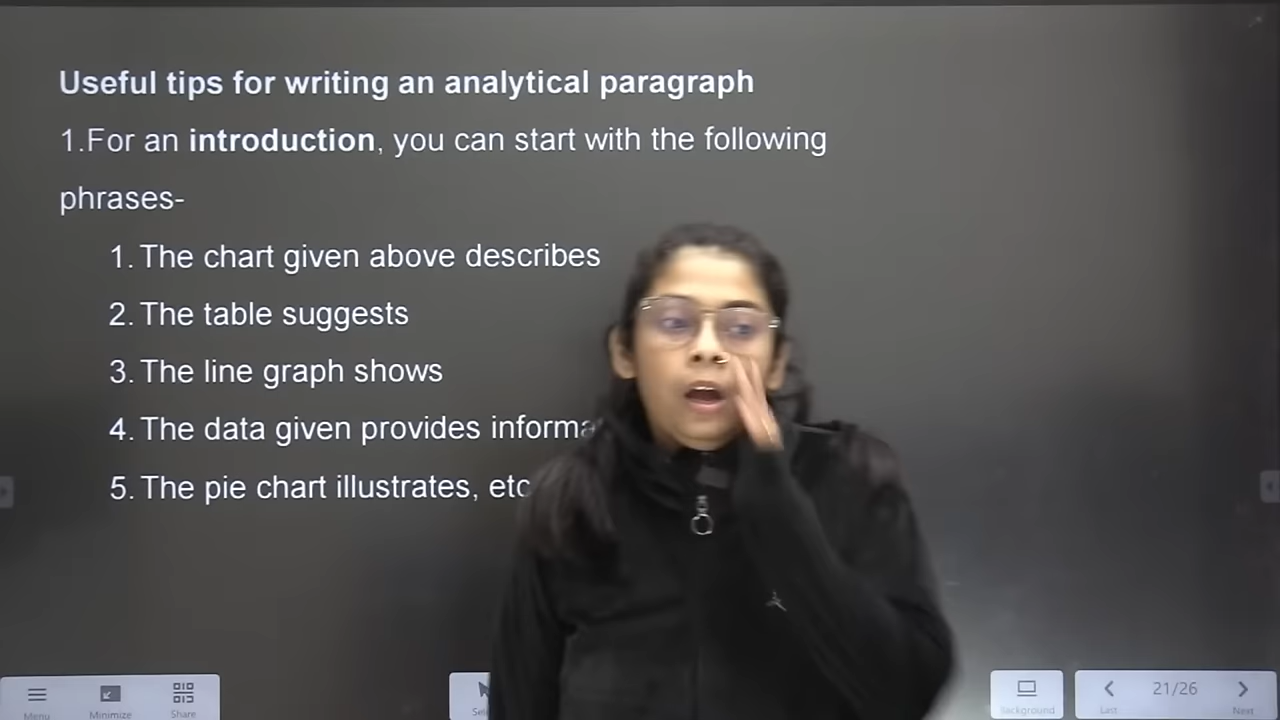 Useful tips for writing an analytical paragraph
1.For an introduction, you can start with the following
phrases-
1. The chart given above describes
2. The table suggests
3. The line graph shows
4. The data given provides
5. The pie chart illustrates, etc
Menu
Minimize
Share
Background
Last
21/26
Next